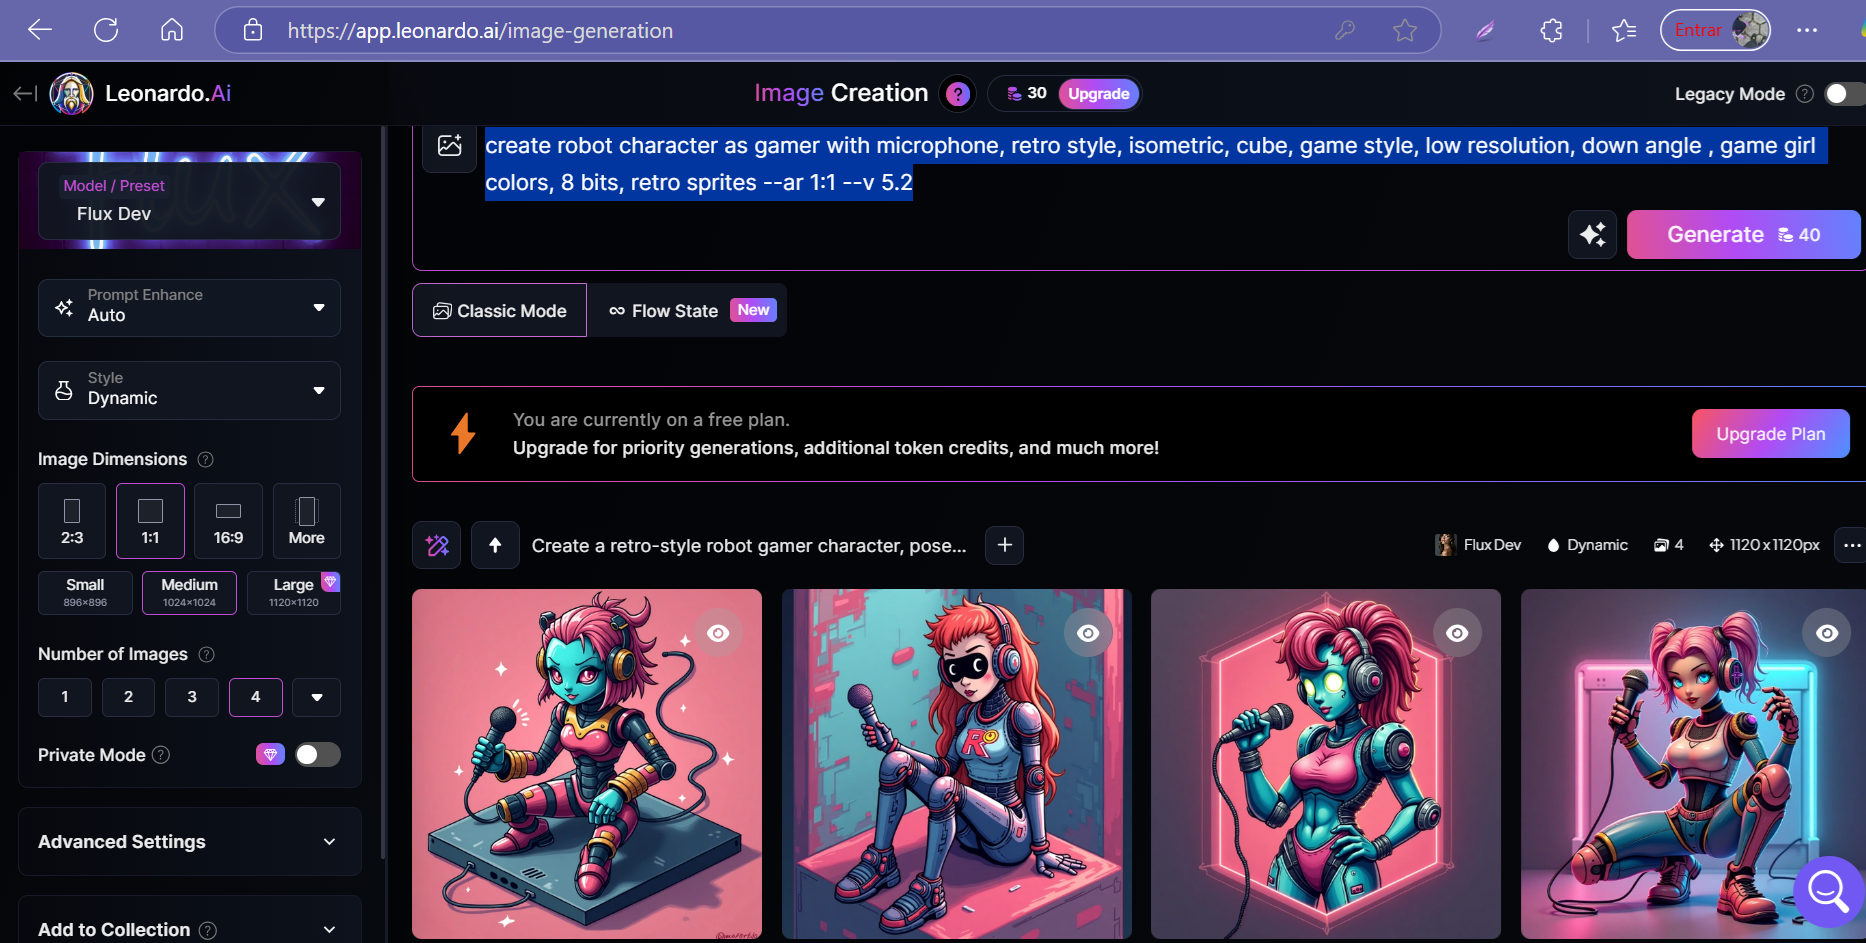 https://app.leonardo.ai/image-generation
Entrar
Leonardo.Ai
Image Creation ?
30 Upgrade
Legacy Mode ?
create robot character as gamer with microphone, retro style, isometric, cube, game style, low resolution, down angle , game girl
colors, 8 bits, retro sprites --ar 1:1 --v 5.2
Generate 40
Classic Mode
Flow State New
You are currently on a free plan.
Upgrade for priority generations, additional token credits, and much more!
Upgrade Plan
Create a retro-style robot gamer character, pose...
Flux Dev
Dynamic
4
1120 x 1120px
R
Model / Preset
Flux Dev
Prompt Enhance
Auto
Style
Dynamic
Image Dimensions ?
2:3
1:1
16:9
More
Small
896×896
Medium
1024×1024
Large
1120×1120
Number of Images ?
1
2
3
4
Private Mode ?
Advanced Settings
Add to Collection ?